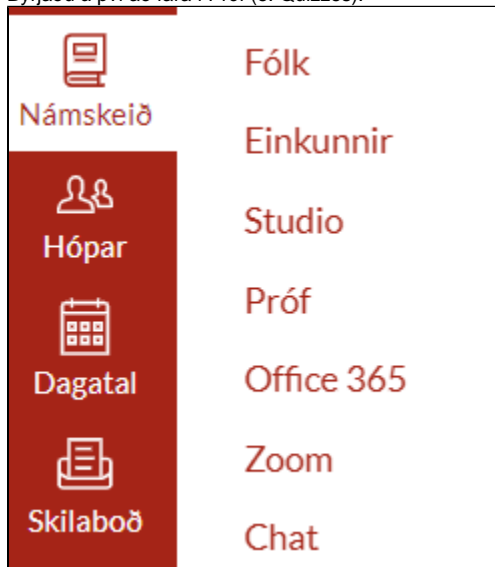 Námskeið
Hópar
Dagatal
Skilaboð
Fólk
Einkunnir
Studio
Próf
Office 365
Zoom
Chat